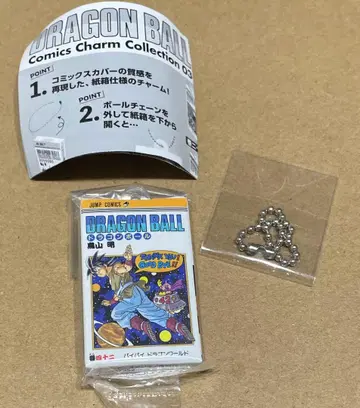 DRAGON BALL
Comics Charm Collection 03
POINT
1. コミックスカバーの質感を
再現した、紙箱仕様のチャーム!
POINT
2. ボールチェーンを
外して紙箱を下から
開くと…
JUMP COMICS
DRAGON BALL
ドラゴンボール
鳥山 明
巻四十二
バイバイ ドラゴンワールド